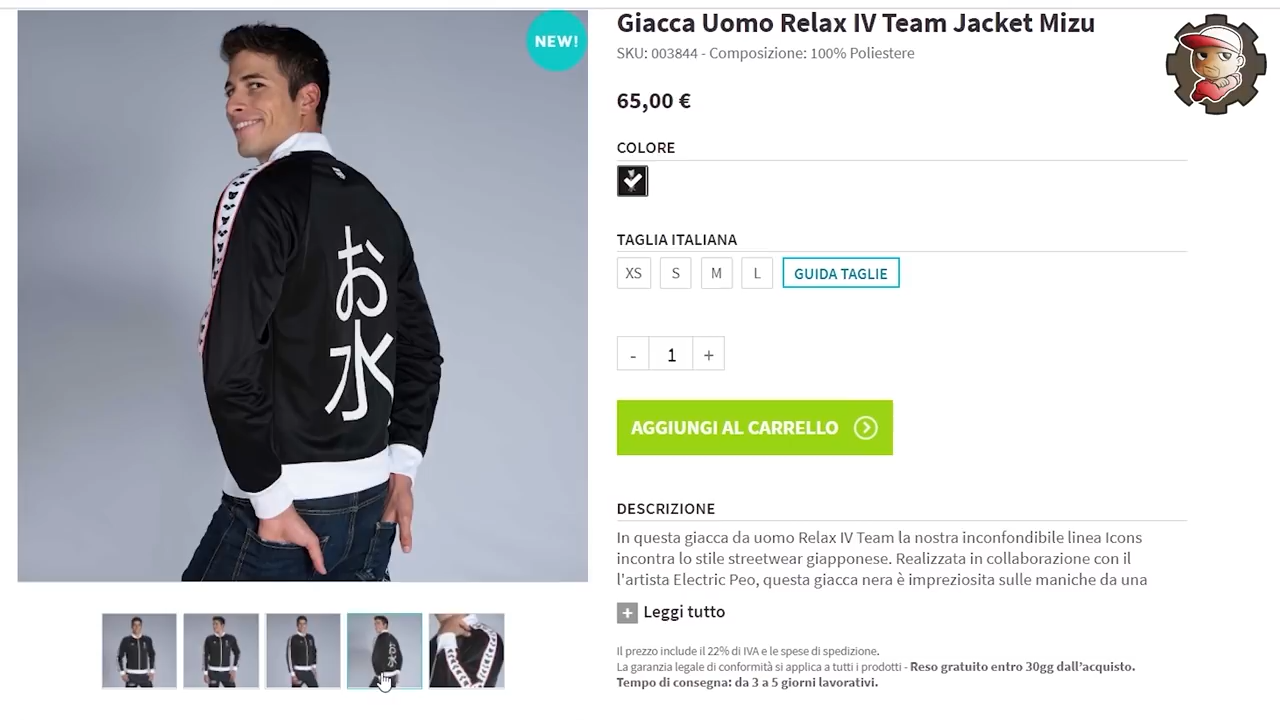 NEW!
お
水
Giacca Uomo Relax IV Team Jacket Mizu
SKU: 003844 - Composizione: 100% Poliestere
65,00 €
COLORE
TAGLIA ITALIANA
XS S M L GUIDA TAGLIE
- 1 +
AGGIUNGI AL CARRELLO
DESCRIZIONE
In questa giacca da uomo Relax IV Team la nostra inconfondibile linea Icons
incontra lo stile streetwear giapponese. Realizzata in collaborazione con il
l'artista Electric Peo, questa giacca nera è impreziosita sulle maniche da una
+ Leggi tutto
Il prezzo include il 22% di IVA e le spese di spedizione.
La garanzia legale di conformità si applica a tutti i prodotti - Reso gratuito entro 30gg dall'acquisto.
Tempo di consegna: da 3 a 5 giorni lavorativi.